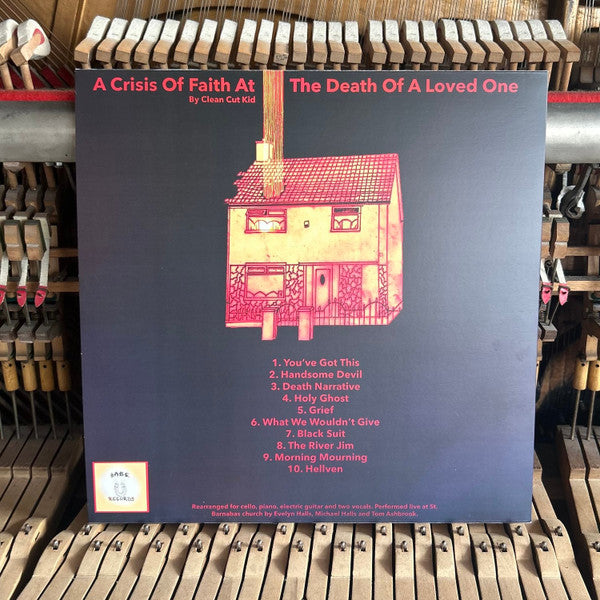 A Crisis Of Faith At The Death Of A Loved One
By Clean Cut Kid
1. You've Got This
2. Handsome Devil
3. Death Narrative
4. Holy Ghost
5. Grief
6. What We Wouldn't Give
7. Black Suit
8. The River Jim
9. Morning Mourning
10. Hellven
BABE
RECORDS
Rearranged for cello, piano, electric guitar and two vocals. Performed live at St.
Barnabas church by Evelyn Halls, Michael Halls and Tom Ashbrook.